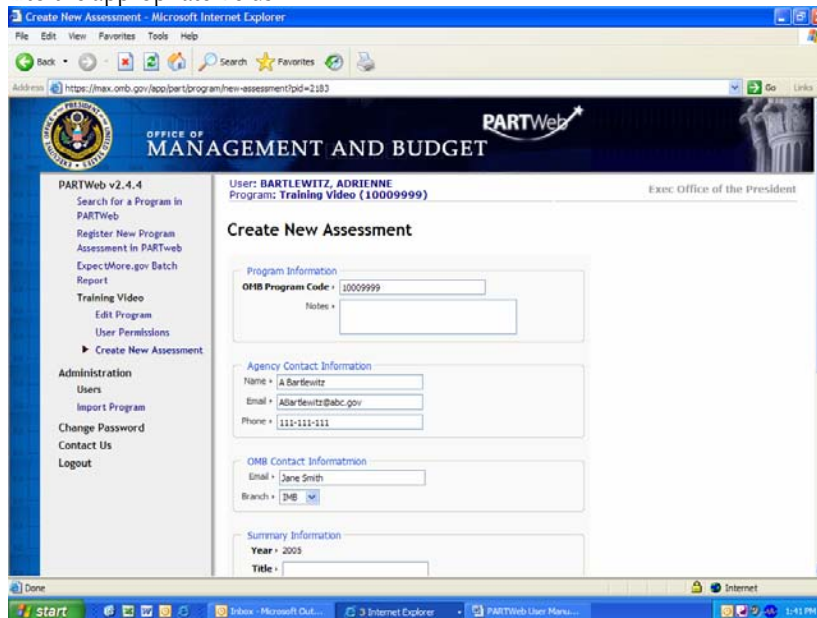 Create New Assessment - Microsoft Internet Explorer
File Edit View Favorites Tools Help
Back Search Favorites
Address https://max.omb.gov/app/part/program/new-assessment?pid=2183 Go Links
OFFICE OF
MANAGEMENT AND BUDGET
PARTWeb
PARTWeb v2.4.4
Search for a Program in
PARTWeb
Register New Program
Assessment in PARTweb
ExpectMore.gov Batch
Report
Training Video
Edit Program
User Permissions
Create New Assessment
Administration
Users
Import Program
Change Password
Contact Us
Logout
User: BARTLEWITZ, ADRIENNE
Program: Training Video (10009999)
Exec Office of the President
Create New Assessment
Program Information
OMB Program Code 10009999
Notes
Agency Contact Information
Name A Bartlewitz
Email ABartlewitz@abc.gov
Phone 111-111-111
OMB Contact Informatmion
Email Jane Smith
Branch IMB
Summary Information
Year 2005
Title
Done Internet
start Inbox - Microsoft Out... 3 Internet Explorer PARTWeb User Manu... 1:41 PM